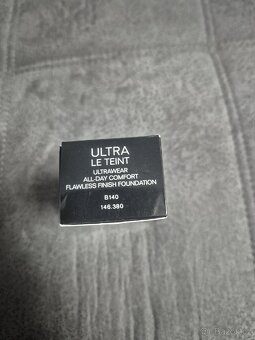 ULTRA
LE TEINT
ULTRAWEAR
ALL-DAY COMFORT
FLAWLESS FINISH FOUNDATION
B140
146.380